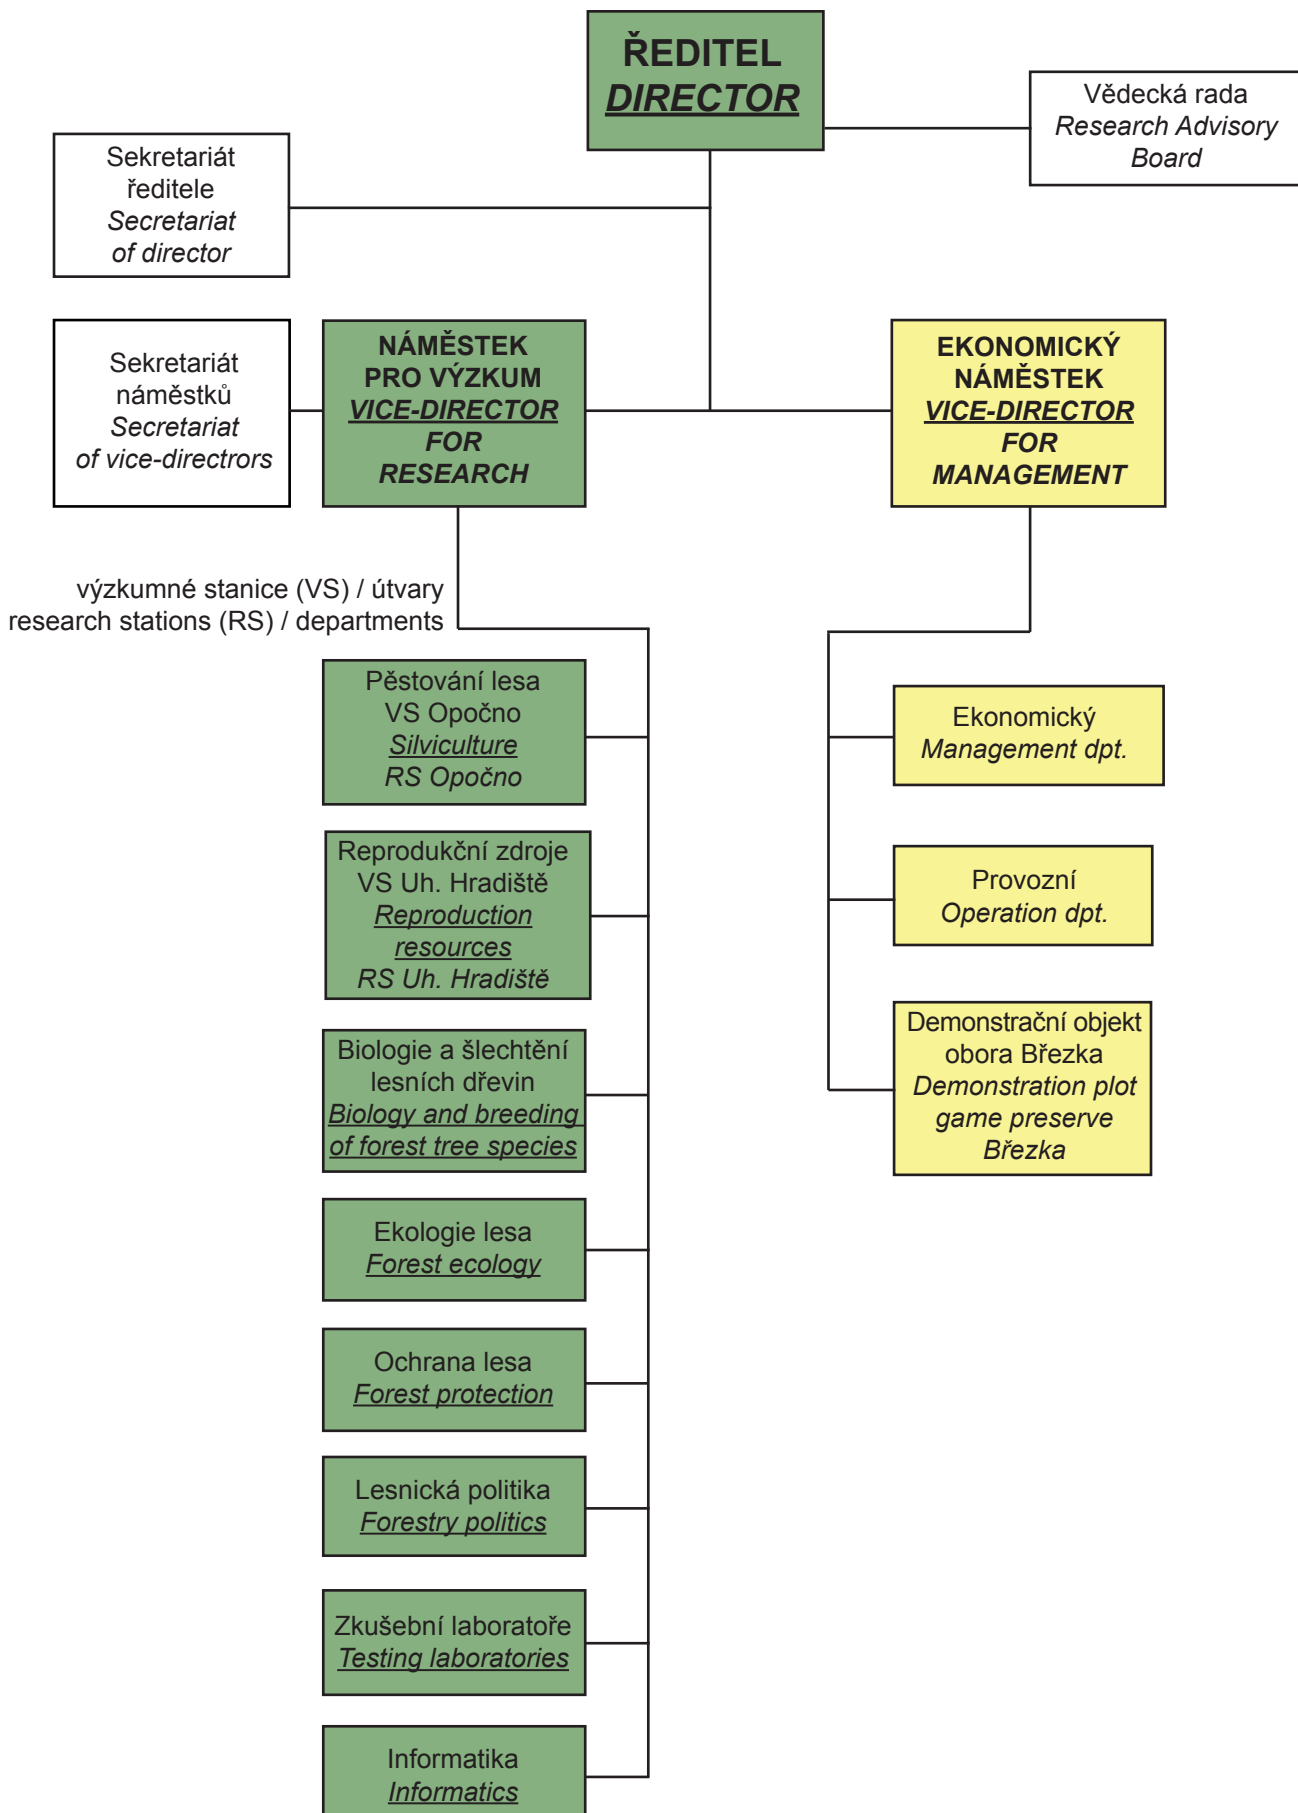 ŘEDITEL
DIRECTOR
Vědecká rada
Research Advisory
Board
Sekretariát
ředitele
Secretariat
of director
Sekretariát
náměstků
Secretariat
of vice-directrors
NÁMĚSTEK
PRO VÝZKUM
VICE-DIRECTOR
FOR
RESEARCH
EKONOMICKÝ
NÁMĚSTEK
VICE-DIRECTOR
FOR
MANAGEMENT
výzkumné stanice (VS) / útvary
research stations (RS) / departments
Pěstování lesa
VS Opočno
Silviculture
RS Opočno
Reprodukční zdroje
VS Uh. Hradiště
Reproduction
resources
RS Uh. Hradiště
Biologie a šlechtění
lesních dřevin
Biology and breeding
of forest tree species
Ekologie lesa
Forest ecology
Ochrana lesa
Forest protection
Lesnická politika
Forestry politics
Zkušební laboratoře
Testing laboratories
Informatika
Informatics
Ekonomický
Management dpt.
Provozní
Operation dpt.
Demonstrační objekt
obora Březka
Demonstration plot
game preserve
Březka